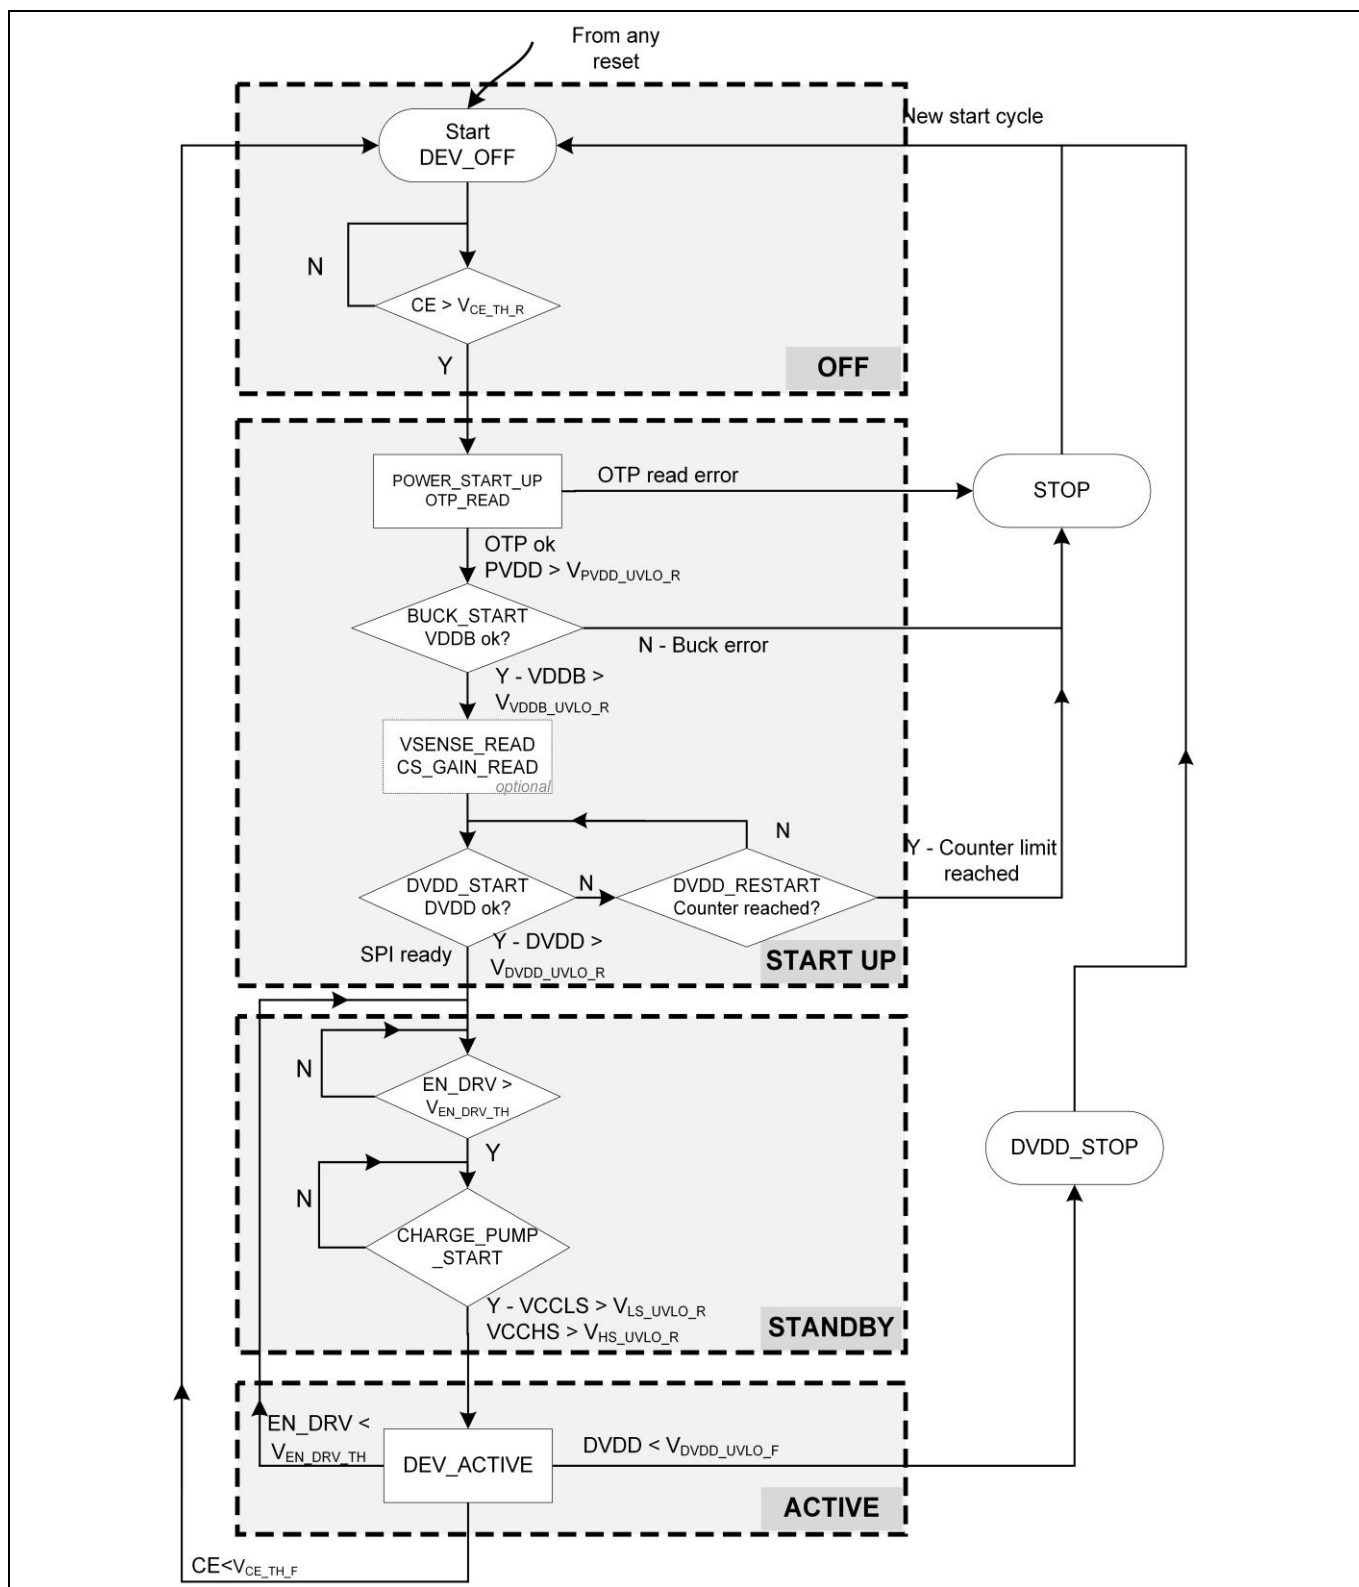 From any
reset
New start cycle
Start
DEV_OFF
N
CE > VCE_TH_R
Y
OFF
POWER_START_UP
OTP_READ
OTP read error
STOP
OTP ok
PVDD > VPVDD_UVLO_R
BUCK_START
VDDB ok?
N - Buck error
Y - VDDB >
VVDDB_UVLO_R
VSENSE_READ
CS_GAIN_READ
optional
N
Y - Counter limit
reached
DVDD_START
DVDD ok?
N
DVDD_RESTART
Counter reached?
SPI ready
Y - DVDD >
VDVDD_UVLO_R
START UP
N
EN_DRV >
VEN_DRV_TH
Y
DVDD_STOP
N
CHARGE_PUMP
_START
Y - VCCLS > VLS_UVLO_R
VCCHS > VHS_UVLO_R
STANDBY
EN_DRV <
VEN_DRV_TH
DEV_ACTIVE
DVDD < VDVDD_UVLO_F
ACTIVE
CE<VCE_TH_F